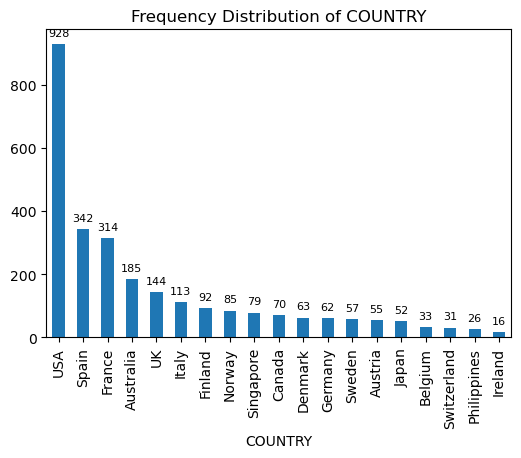 Frequency Distribution of COUNTRY
928
342
314
185
144
113
92
85
79
70
63
62
57
55
52
33
31
26
16
800
600
400
200
0
USA
Spain
France
Australia
UK
Italy
Finland
Norway
Singapore
Canada
Denmark
Germany
Sweden
Austria
Japan
Belgium
Switzerland
Philippines
Ireland
COUNTRY